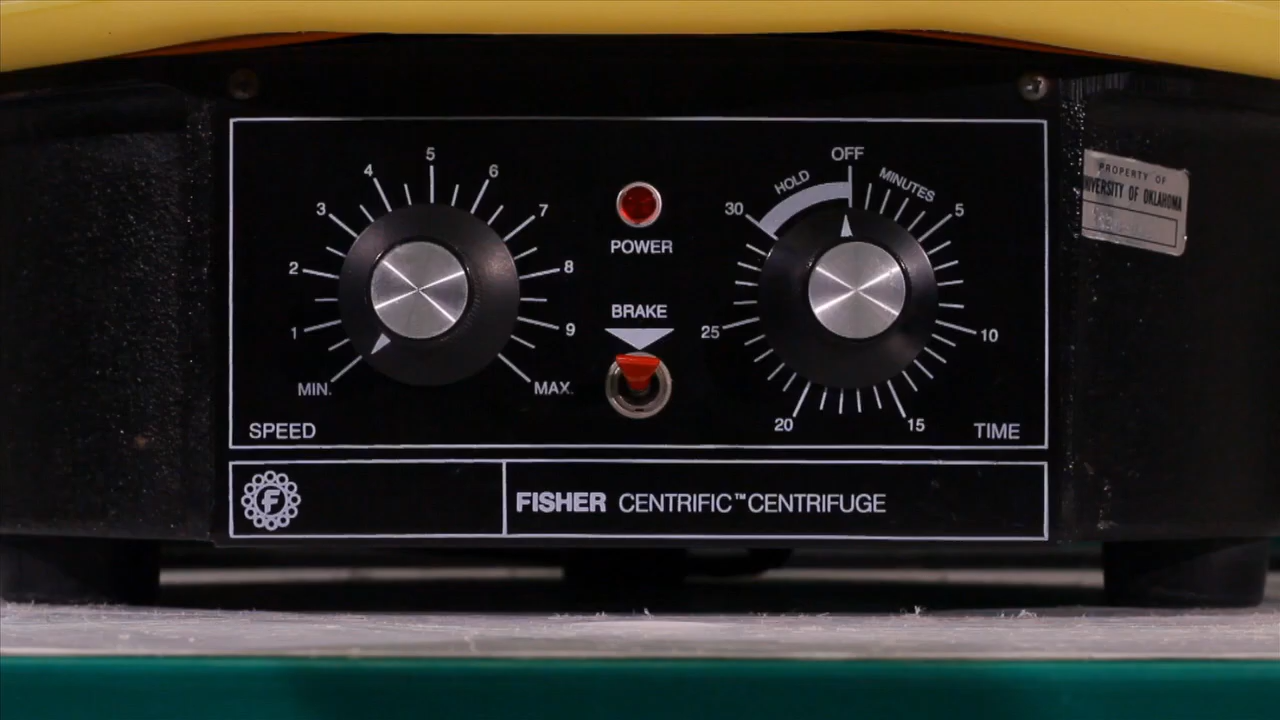 5
4
6
3
7
2
8
1
9
MIN.
MAX.
SPEED
POWER
BRAKE
OFF
HOLD
MINUTES
30
5
25
10
20
15
TIME
F
FISHER CENTRIFIC™CENTRIFUGE
PROPERTY OF
UNIVERSITY OF OKLAHOMA